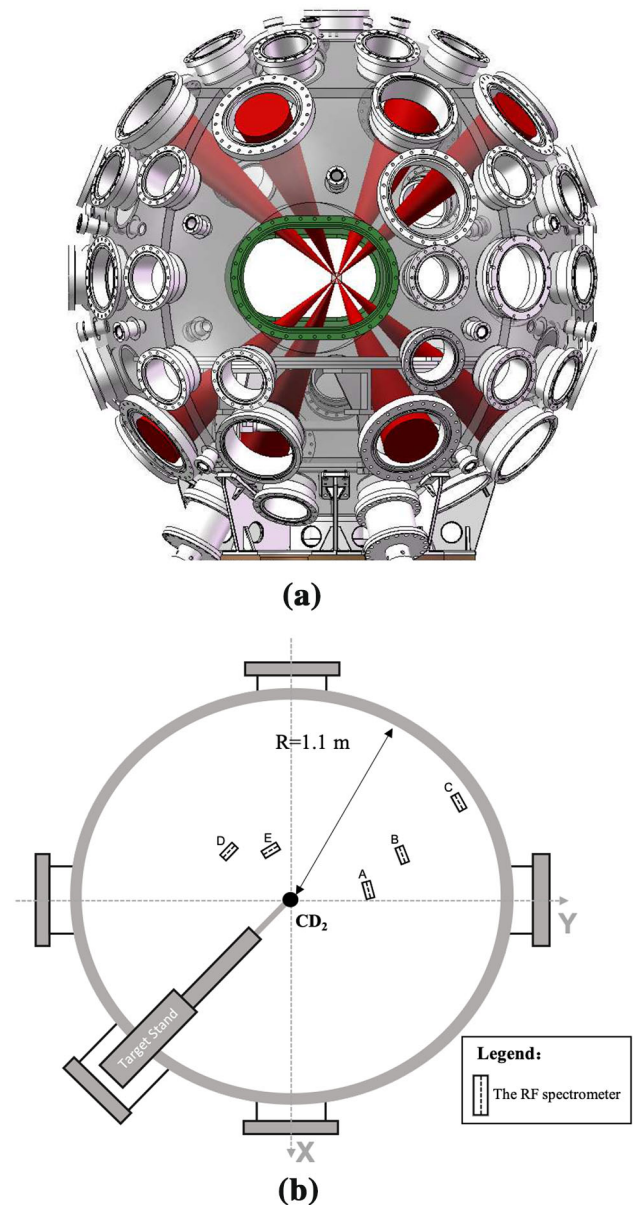 (a)
R=1.1 m
C
D
E
B
A
CD₂
Y
Target Stand
Legend：
The RF spectrometer
X
(b)